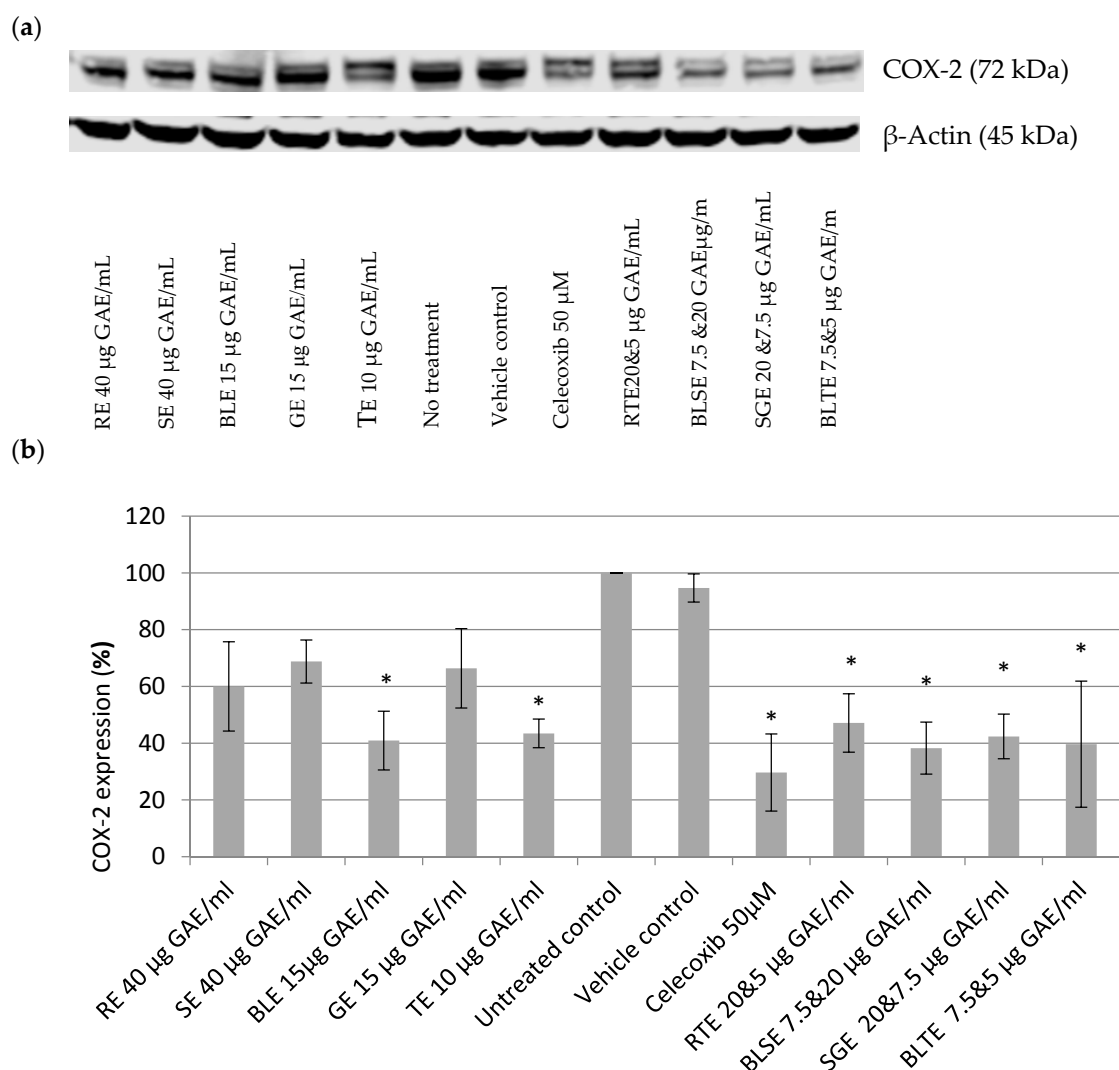 (a)
COX-2 (72 kDa)
β-Actin (45 kDa)
RE 40 µg GAE/mL
SE 40 µg GAE/mL
BLE 15 µg GAE/mL
GE 15 µg GAE/mL
TE 10 µg GAE/mL
No treatment
Vehicle control
Celecoxib 50 µM
RTE20&5 µg GAE/mL
BLSE 7.5 &20 GAEµg/m
SGE 20 &7.5 µg GAE/mL
BLTE 7.5&5 µg GAE/m
(b)
COX-2 expression (%)
120
100
80
60
40
20
0
*
*
*
*
*
*
*
RE 40 µg GAE/ml
SE 40 µg GAE/ml
BLE 15µg GAE/ml
GE 15 µg GAE/ml
TE 10 µg GAE/ml
Untreated control
Vehicle control
Celecoxib 50µM
RTE 20&5 µg GAE/ml
BLSE 7.5&20 µg GAE/ml
SGE 20&7.5 µg GAE/ml
BLTE 7.5&5 µg GAE/ml